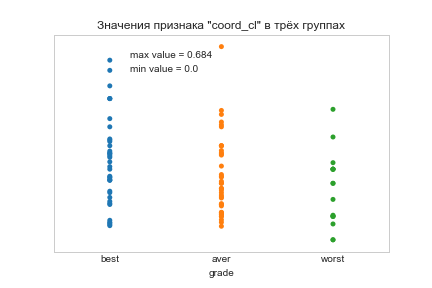 Значения признака "coord_cl" в трёх группах
max value = 0.684
min value = 0.0
best aver worst
grade